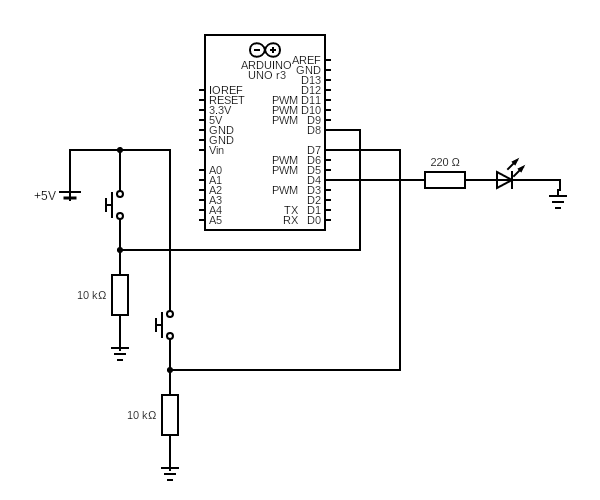 ARDUINO
UNO r3
AREF
GND
D13
IOREF D12
RESET PWM D11
3.3V PWM D10
5V PWM D9
GND D8
GND
Vin D7
PWM D6
A0 PWM D5
A1 D4
A2 PWM D3
A3 D2
A4 TX D1
A5 RX D0
220 Ω
+5V
10 kΩ
10 kΩ